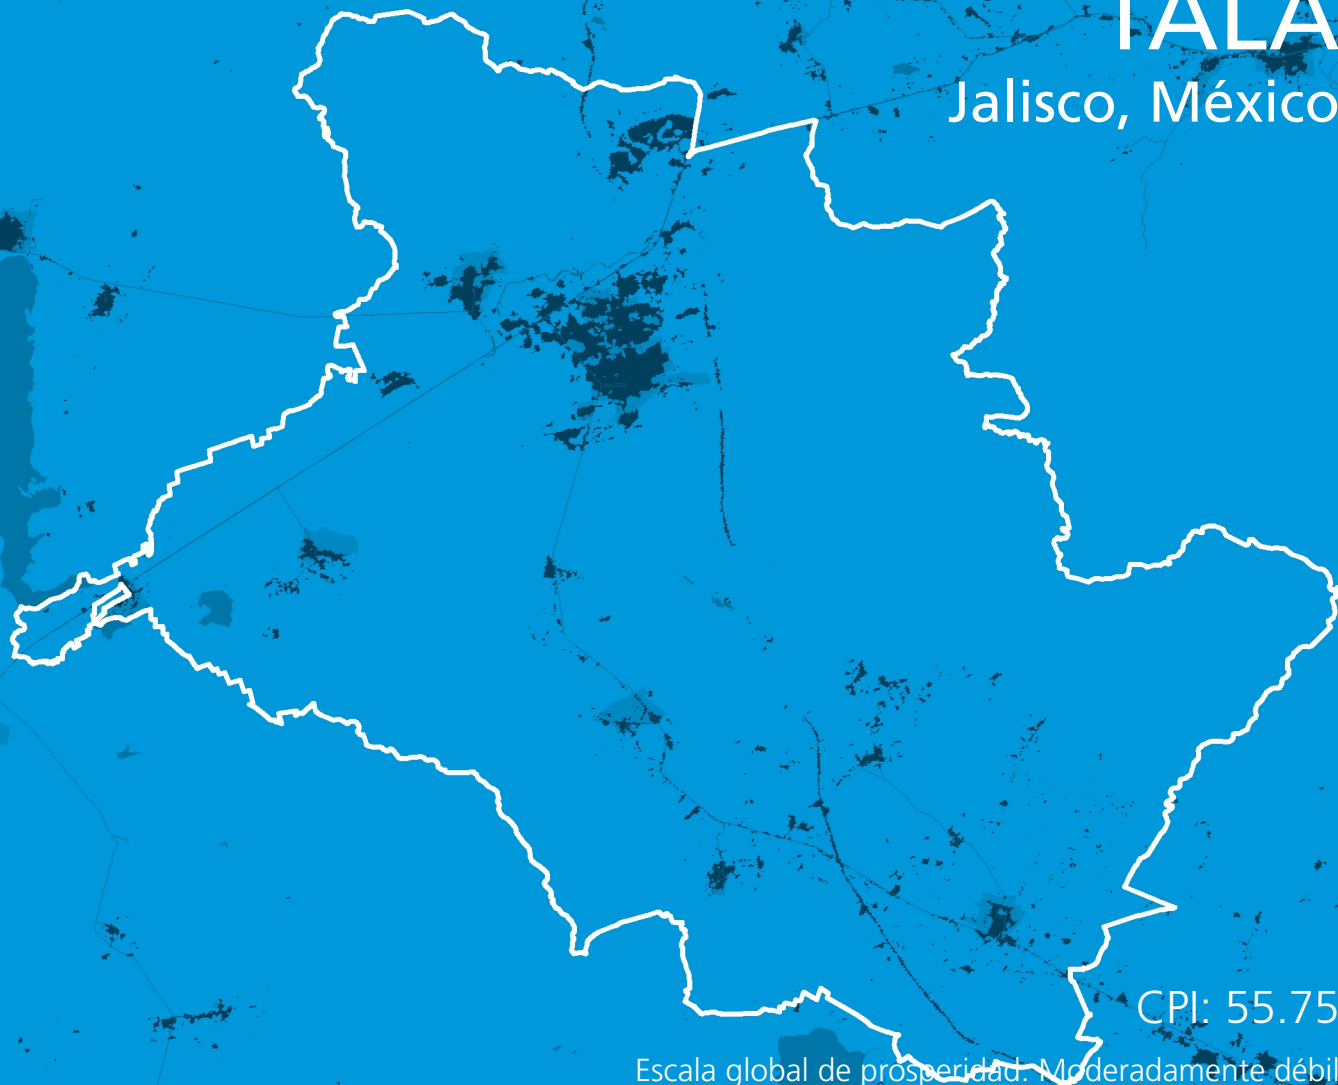 TALA
Jalisco, México
CPI: 55.75
Escala global de prosperidad: Moderadamente débil